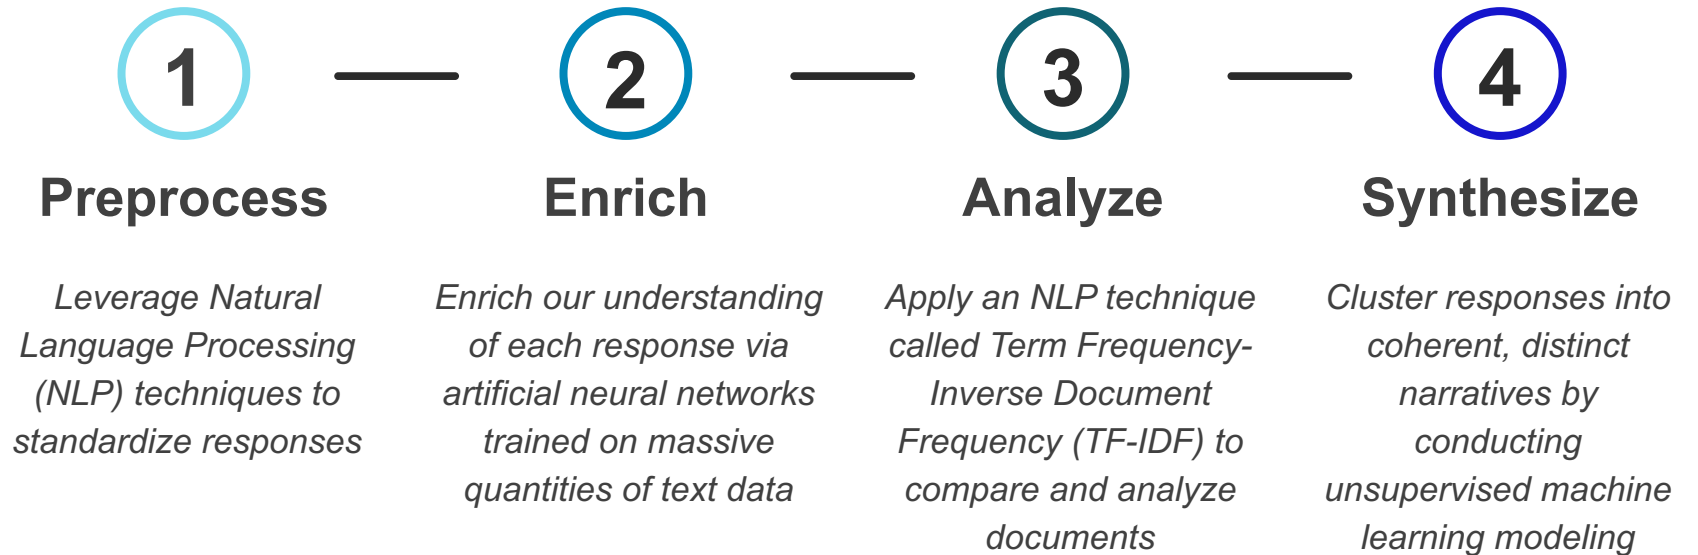 1
Preprocess
Leverage Natural
Language Processing
(NLP) techniques to
standardize responses
2
Enrich
Enrich our understanding
of each response via
artificial neural networks
trained on massive
quantities of text data
3
Analyze
Apply an NLP technique
called Term Frequency-
Inverse Document
Frequency (TF-IDF) to
compare and analyze
documents
4
Synthesize
Cluster responses into
coherent, distinct
narratives by
conducting
unsupervised machine
learning modeling